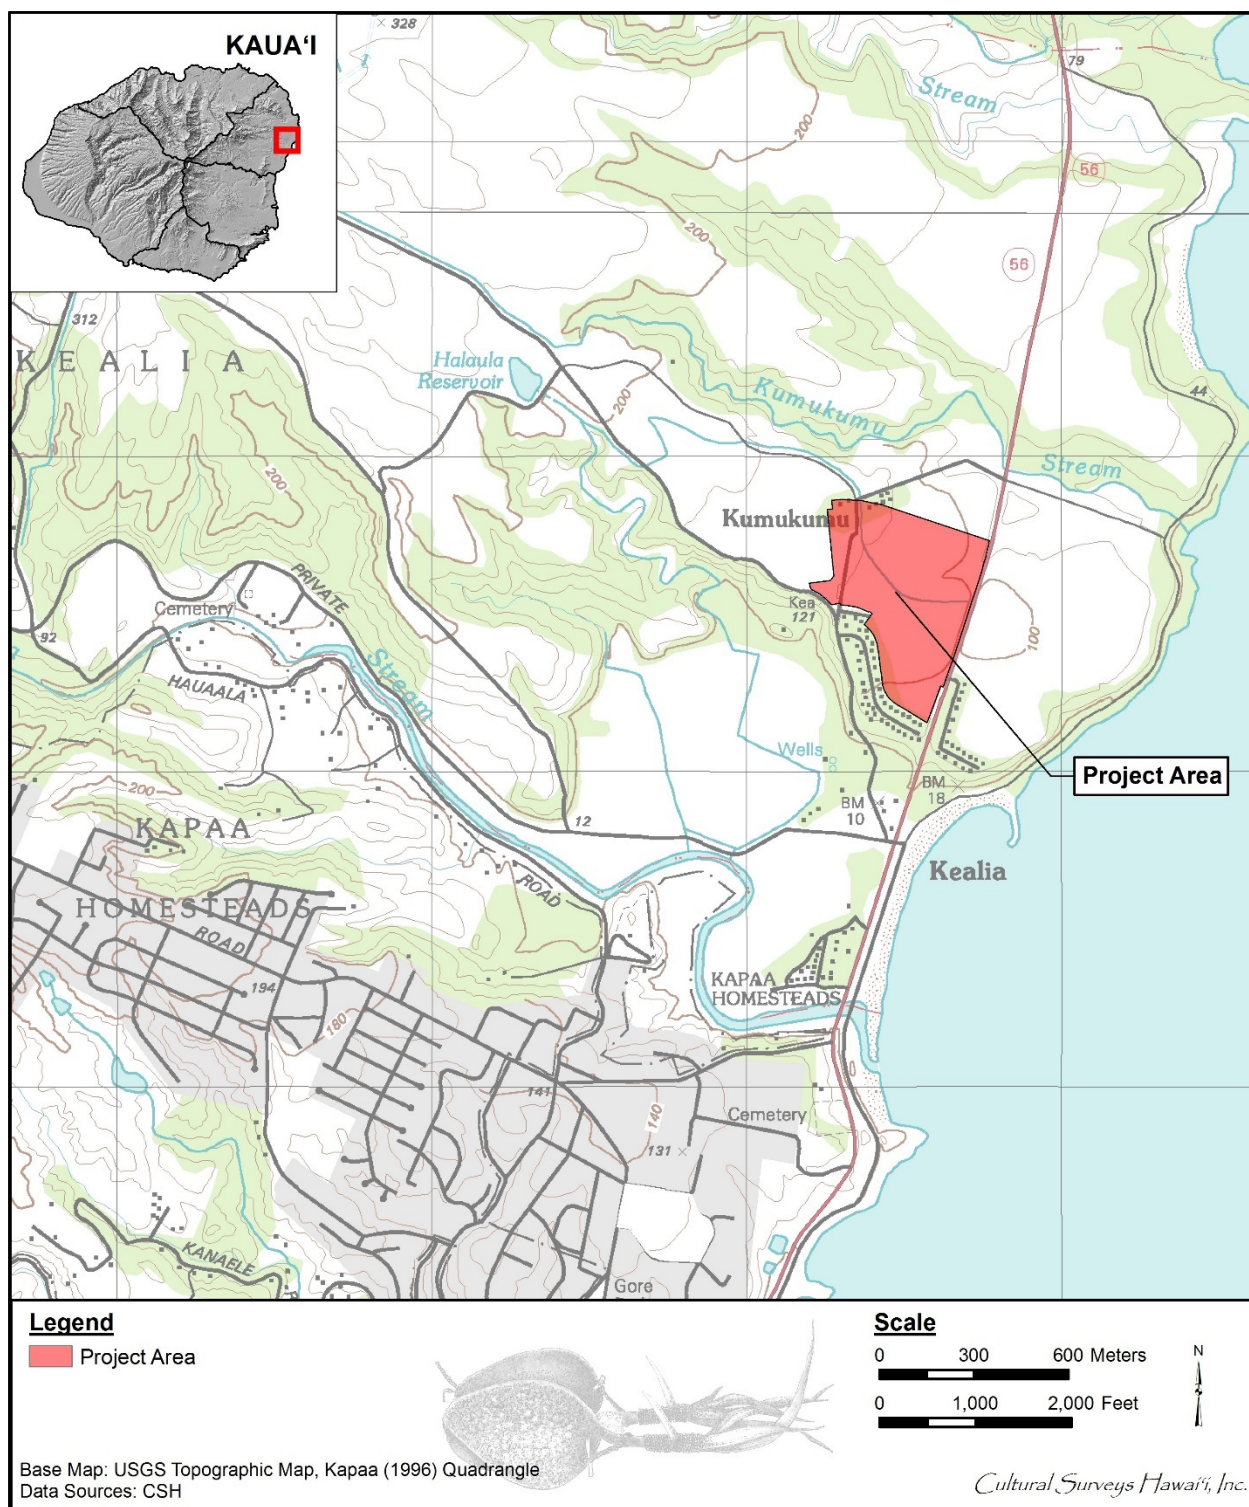 KAUAʻI
328
79
Stream
200
56
200
56
312
KEALIA
Halaula
Reservoir
200
Kumukumu
44
Stream
200
Kumukumu
PRIVATE
Cemetery
Kea
121
100
92
Stream
HAUAALA
Wells
Project Area
BM
18
BM
10
200
12
KAPAA
Kealia
ROAD
HOMESTEADS
ROAD
194
KAPAA
HOMESTEADS
180
141
140
Cemetery
131
KANAELE
Gore
Legend
Project Area
Scale
0 300 600 Meters
0 1,000 2,000 Feet
N
Base Map: USGS Topographic Map, Kapaa (1996) Quadrangle
Data Sources: CSH
Cultural Surveys Hawaiʻi, Inc.